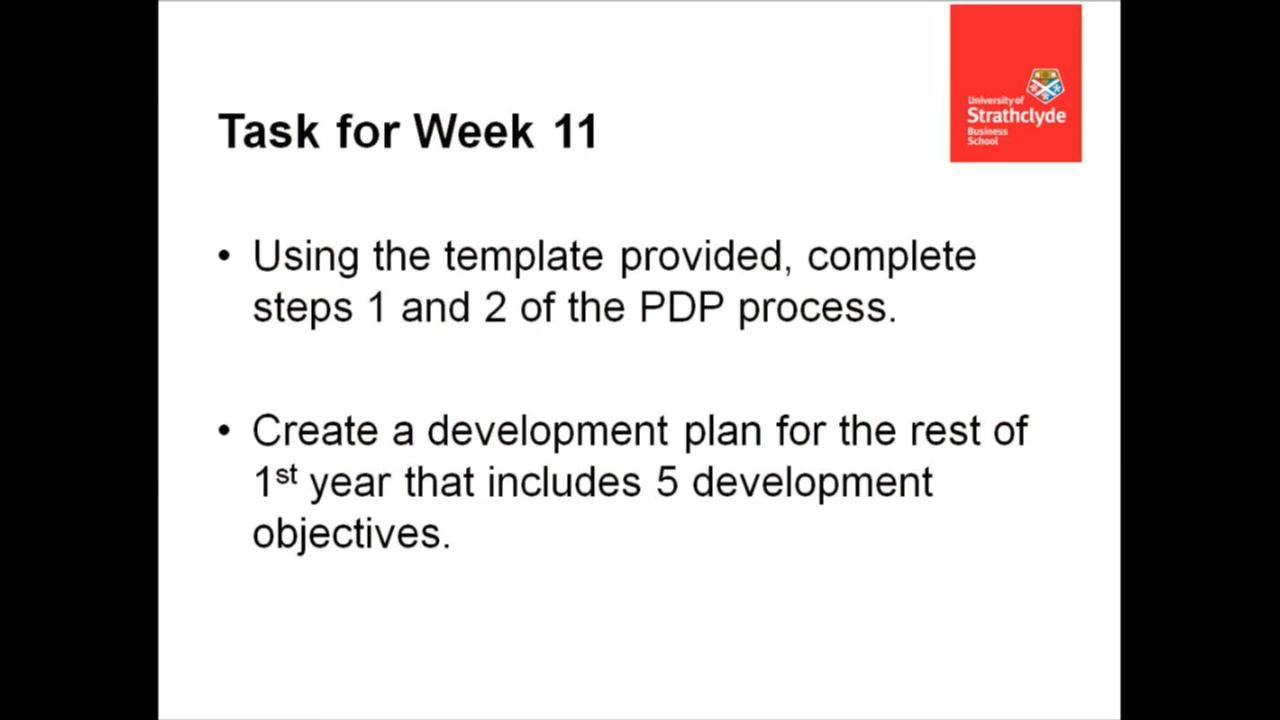 University of
Strathclyde
Business
School
Task for Week 11
• Using the template provided, complete
steps 1 and 2 of the PDP process.
• Create a development plan for the rest of
1st year that includes 5 development
objectives.